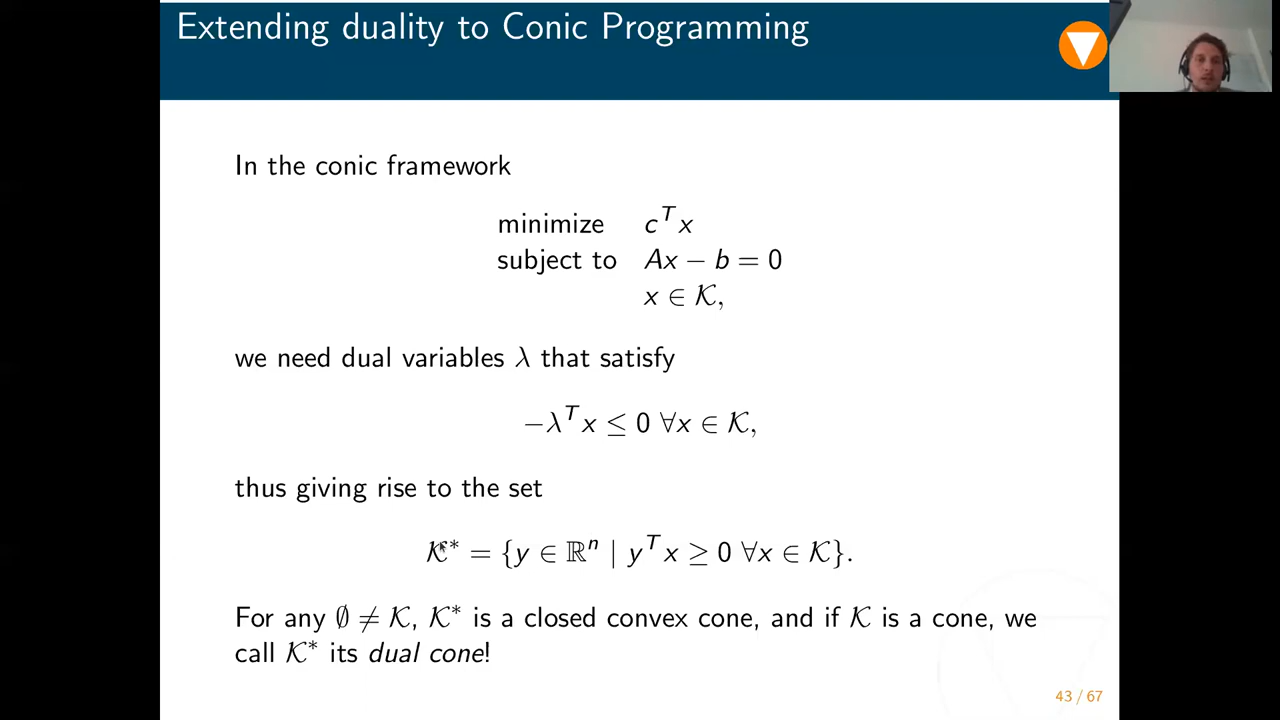 Extending duality to Conic Programming
In the conic framework
minimize c^T x
subject to Ax − b = 0
x ∈ 𝒦,
we need dual variables λ that satisfy
−λ^T x ≤ 0 ∀x ∈ 𝒦,
thus giving rise to the set
𝒦* = {y ∈ ℝ^n | y^T x ≥ 0 ∀x ∈ 𝒦}.
For any ∅ ≠ 𝒦, 𝒦* is a closed convex cone, and if 𝒦 is a cone, we
call 𝒦* its dual cone!
43 / 67